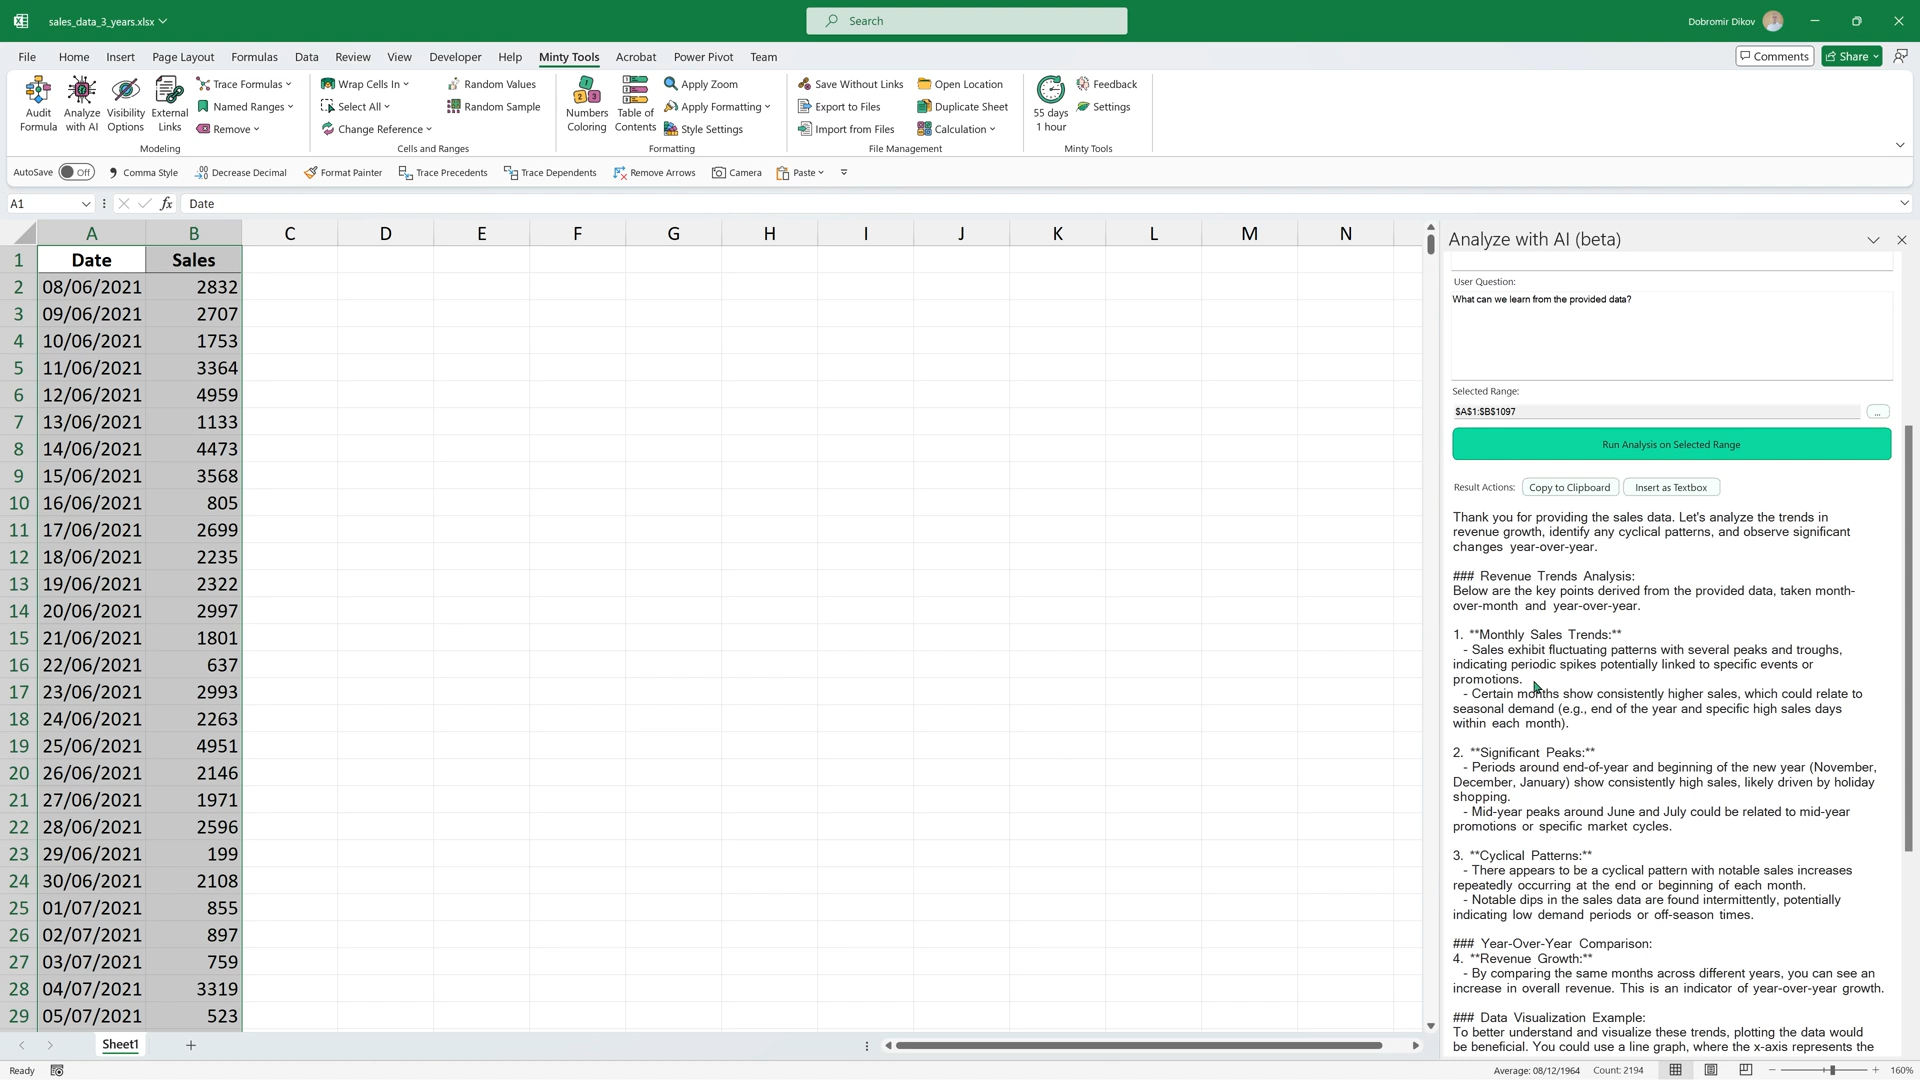 sales_data_3_years.xlsx
Search
Dobromir Dikov
File Home Insert Page Layout Formulas Data Review View Developer Help Minty Tools Acrobat Power Pivot Team
Comments Share
Audit Formula
Analyze with AI
Visibility Options
External Links
Trace Formulas
Named Ranges
Remove
Modeling
Wrap Cells In
Select All
Change Reference
Random Values
Random Sample
Cells and Ranges
Numbers Coloring
Table of Contents
Apply Zoom
Apply Formatting
Style Settings
Formatting
Save Without Links
Export to Files
Import from Files
Open Location
Duplicate Sheet
Calculation
File Management
55 days
1 hour
Feedback
Settings
Minty Tools
AutoSave Off Comma Style Decrease Decimal Format Painter Trace Precedents Trace Dependents Remove Arrows Camera Paste
A1 fx Date
A B C D E F G H I J K L M N
1 Date Sales
2 08/06/2021 2832
3 09/06/2021 2707
4 10/06/2021 1753
5 11/06/2021 3364
6 12/06/2021 4959
7 13/06/2021 1133
8 14/06/2021 4473
9 15/06/2021 3568
10 16/06/2021 805
11 17/06/2021 2699
12 18/06/2021 2235
13 19/06/2021 2322
14 20/06/2021 2997
15 21/06/2021 1801
16 22/06/2021 637
17 23/06/2021 2993
18 24/06/2021 2263
19 25/06/2021 4951
20 26/06/2021 2146
21 27/06/2021 1971
22 28/06/2021 2596
23 29/06/2021 199
24 30/06/2021 2108
25 01/07/2021 855
26 02/07/2021 897
27 03/07/2021 759
28 04/07/2021 3319
29 05/07/2021 523
Analyze with AI (beta)
User Question:
What can we learn from the provided data?
Selected Range:
$A$1:$B$1097
...
Run Analysis on Selected Range
Result Actions: Copy to Clipboard Insert as Textbox
Thank you for providing the sales data. Let's analyze the trends in
revenue growth, identify any cyclical patterns, and observe significant
changes year-over-year.
### Revenue Trends Analysis:
Below are the key points derived from the provided data, taken month-
over-month and year-over-year.
1. **Monthly Sales Trends:**
- Sales exhibit fluctuating patterns with several peaks and troughs,
indicating periodic spikes potentially linked to specific events or
promotions.
- Certain months show consistently higher sales, which could relate to
seasonal demand (e.g., end of the year and specific high sales days
within each month).
2. **Significant Peaks:**
- Periods around end-of-year and beginning of the new year (November,
December, January) show consistently high sales, likely driven by holiday
shopping.
- Mid-year peaks around June and July could be related to mid-year
promotions or specific market cycles.
3. **Cyclical Patterns:**
- There appears to be a cyclical pattern with notable sales increases
repeatedly occurring at the end or beginning of each month.
- Notable dips in the sales data are found intermittently, potentially
indicating low demand periods or off-season times.
### Year-Over-Year Comparison:
4. **Revenue Growth:**
- By comparing the same months across different years, you can see an
increase in overall revenue. This is an indicator of year-over-year growth.
### Data Visualization Example:
To better understand and visualize these trends, plotting the data would
be beneficial. You could use a line graph, where the x-axis represents the
Sheet1
Ready
Average: 08/12/1964 Count: 2194 160%